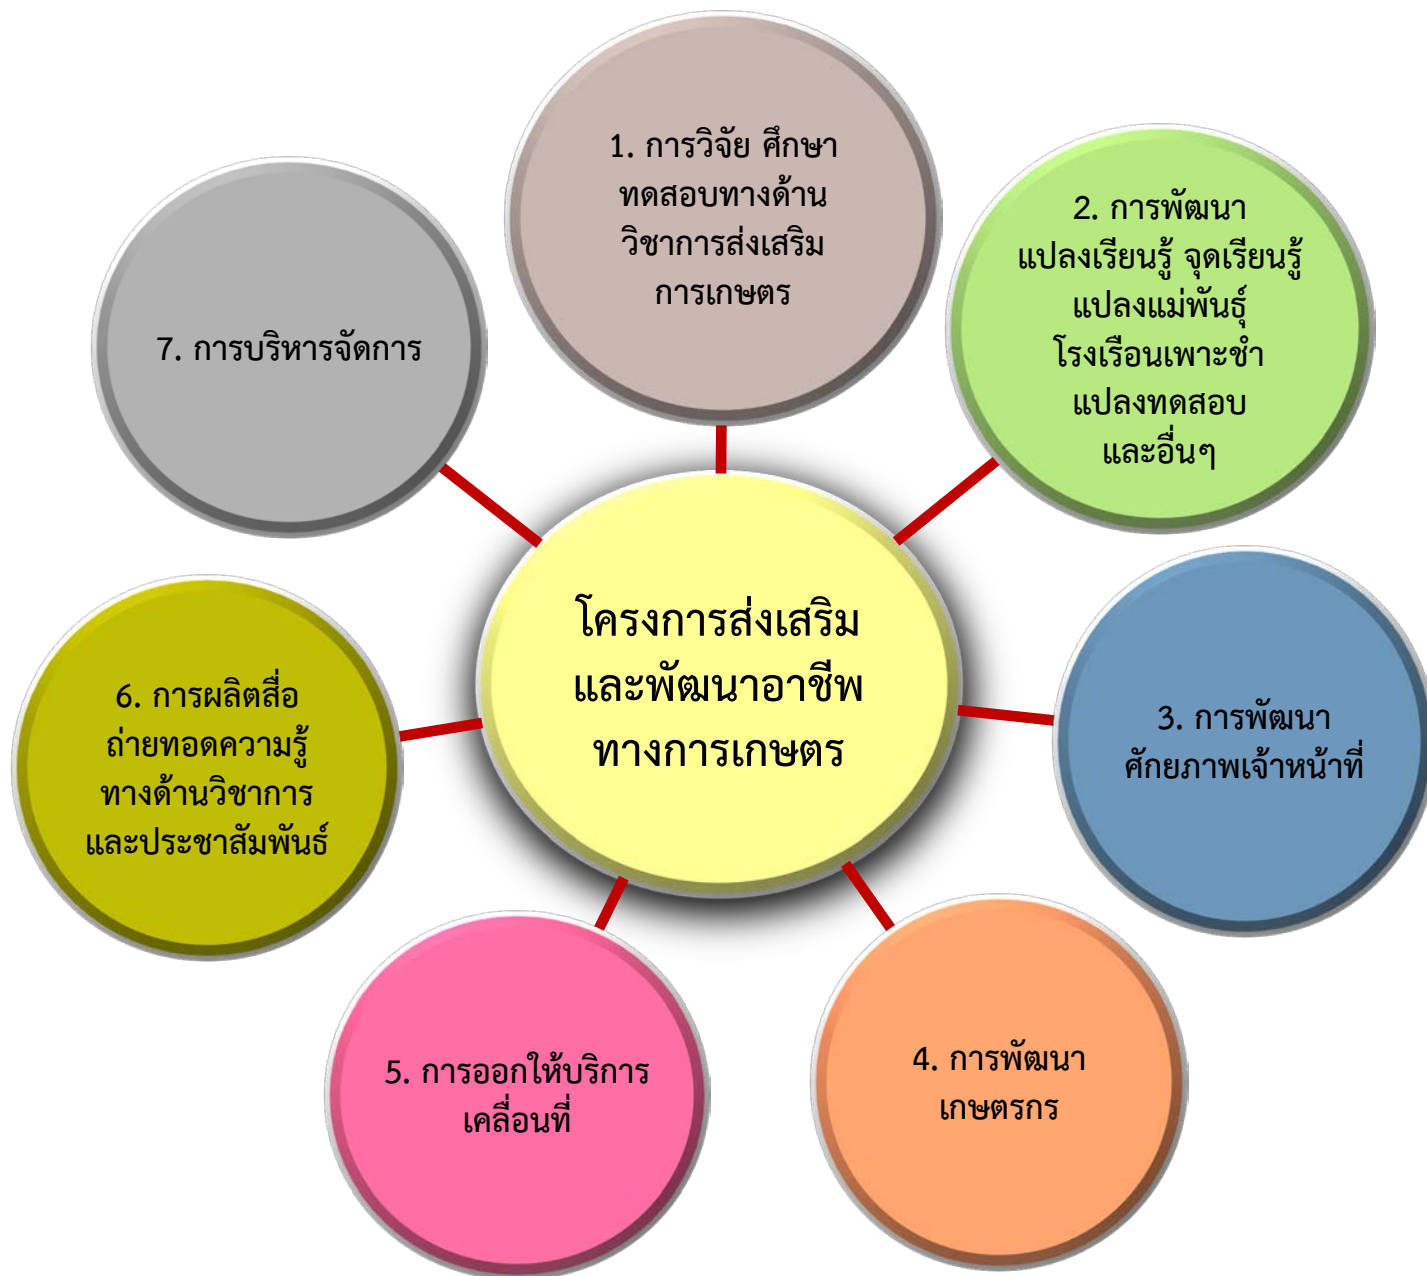 1. การวิจัย ศึกษา
ทดสอบทางด้าน
วิชาการส่งเสริม
การเกษตร
2. การพัฒนา
แปลงเรียนรู้ จุดเรียนรู้
แปลงแม่พันธุ์
โรงเรือนเพาะชำ
แปลงทดสอบ
และอื่นๆ
3. การพัฒนา
ศักยภาพเจ้าหน้าที่
4. การพัฒนา
เกษตรกร
5. การออกให้บริการ
เคลื่อนที่
6. การผลิตสื่อ
ถ่ายทอดความรู้
ทางด้านวิชาการ
และประชาสัมพันธ์
7. การบริหารจัดการ
โครงการส่งเสริม
และพัฒนาอาชีพ
ทางการเกษตร